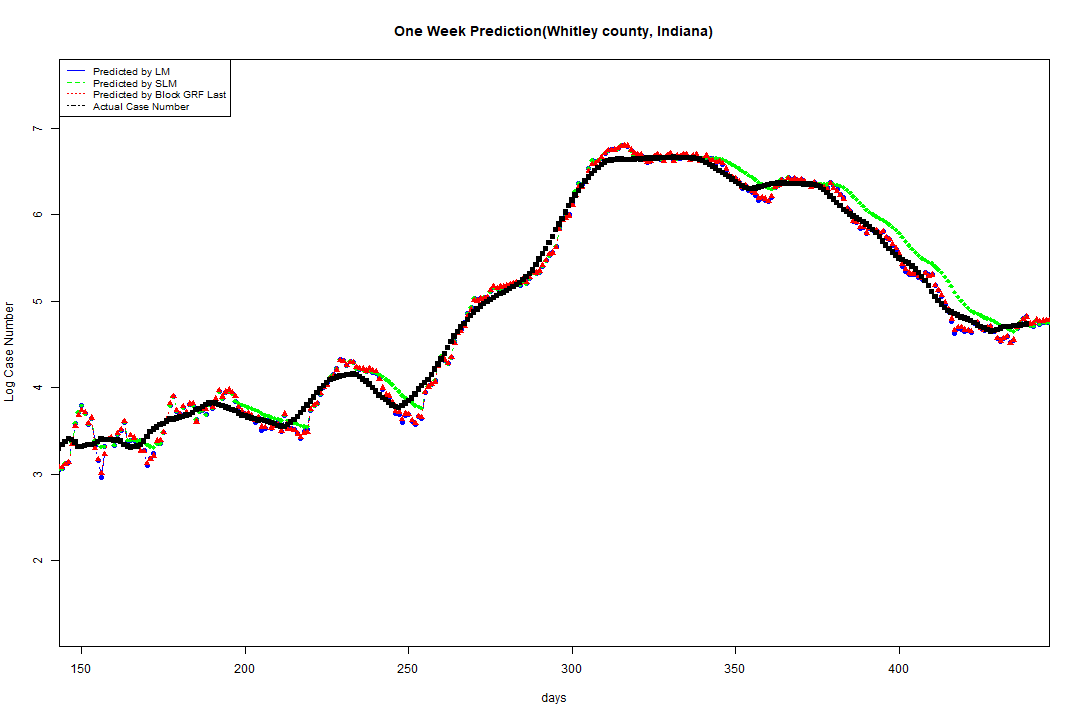 One Week Prediction(Whitley county, Indiana)
Predicted by LM
Predicted by SLM
Predicted by Block GRF Last
Actual Case Number
7
6
5
4
3
2
Log Case Number
150 200 250 300 350 400
days